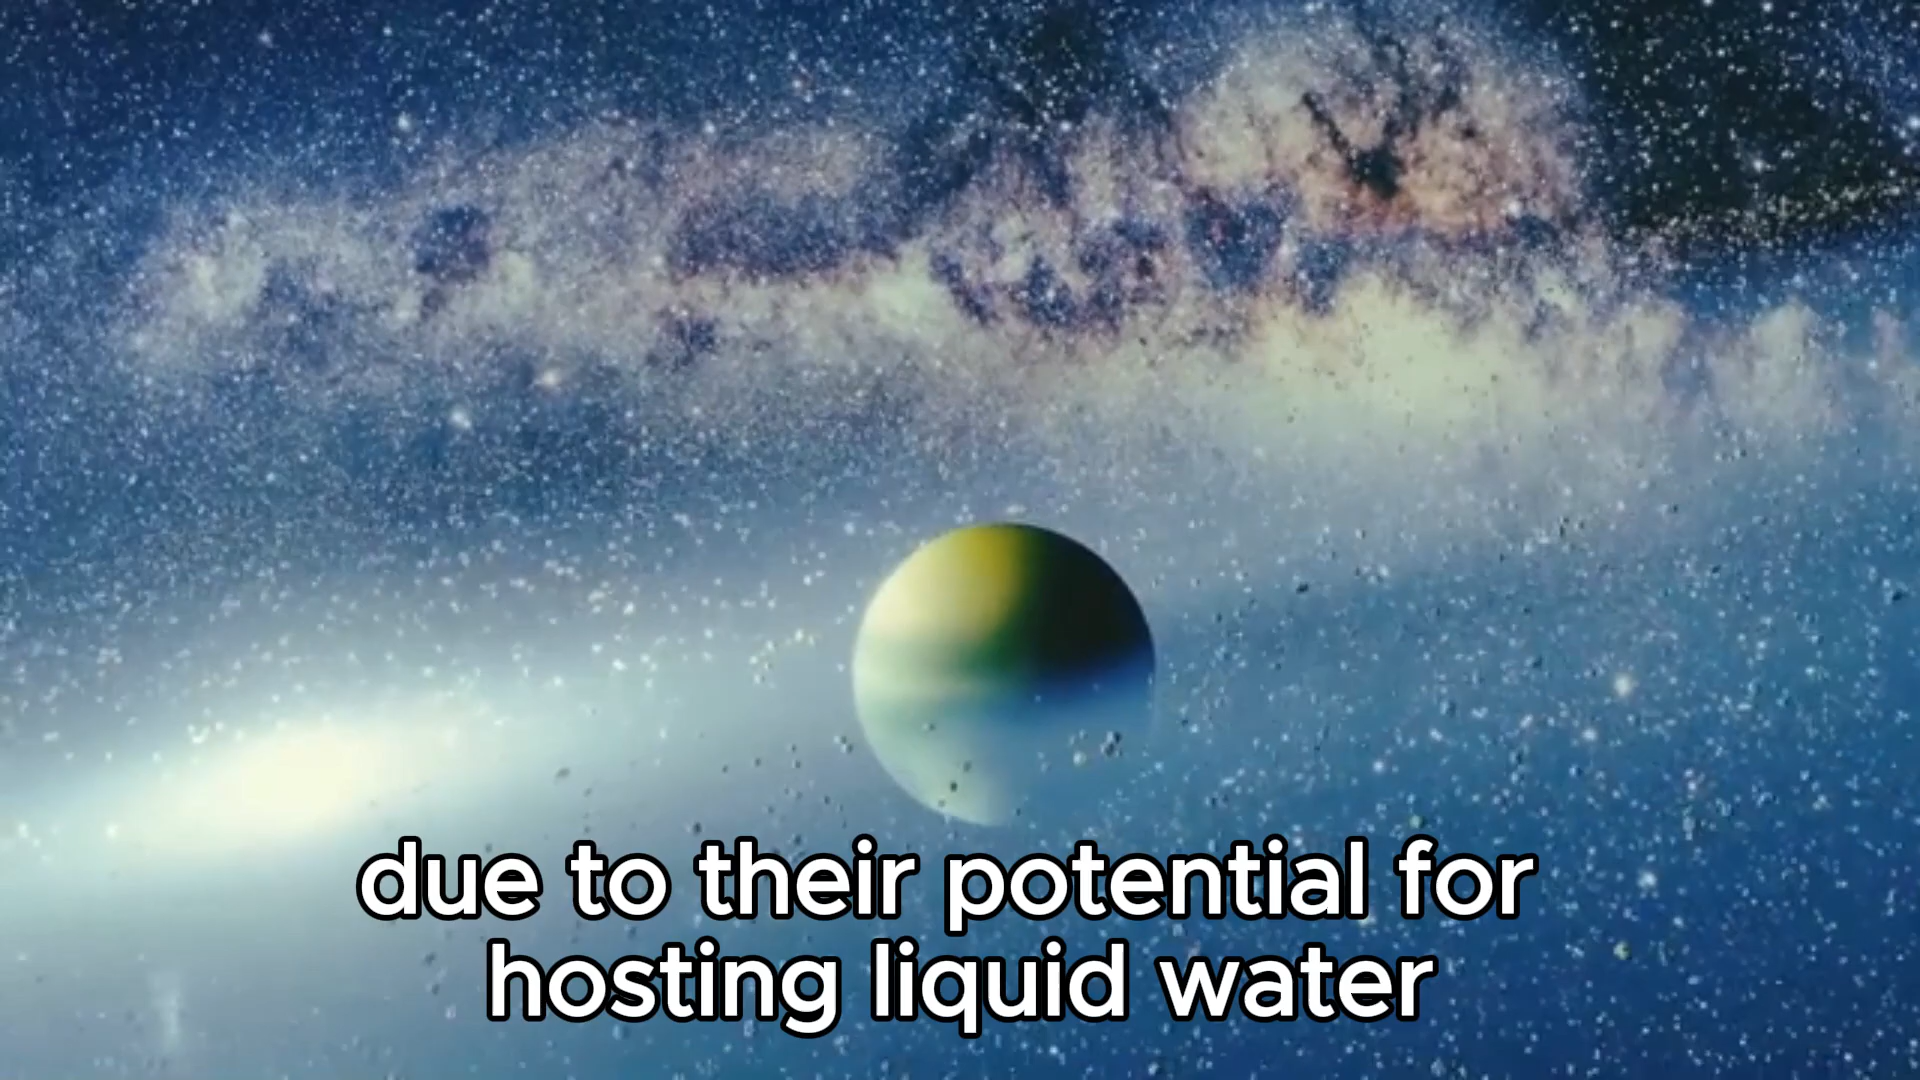 due to their potential for
hosting liquid water